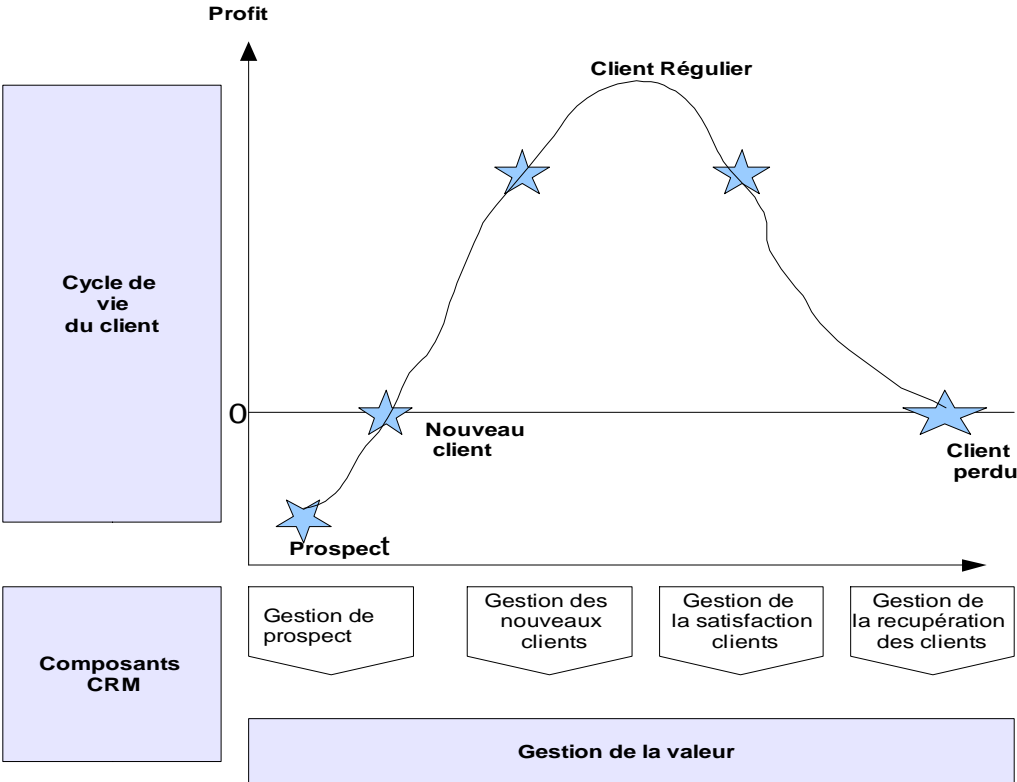 Profit
Client Régulier
Cycle de
vie
du client
0
Nouveau
client
Client
perdu
Prospect
Gestion de
prospect
Gestion des
nouveaux
clients
Gestion de
la satisfaction
clients
Gestion de
la recupération
des clients
Composants
CRM
Gestion de la valeur